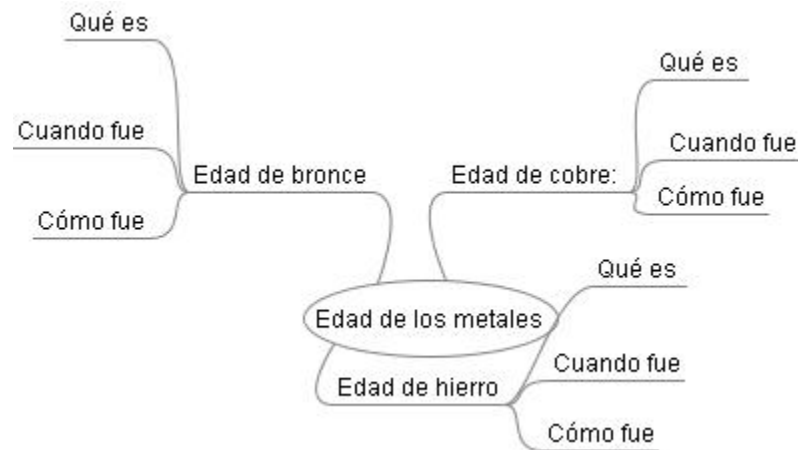 Qué es
Cuando fue
Cómo fue
Edad de bronce
Edad de cobre:
Qué es
Cuando fue
Cómo fue
Edad de los metales
Edad de hierro
Qué es
Cuando fue
Cómo fue